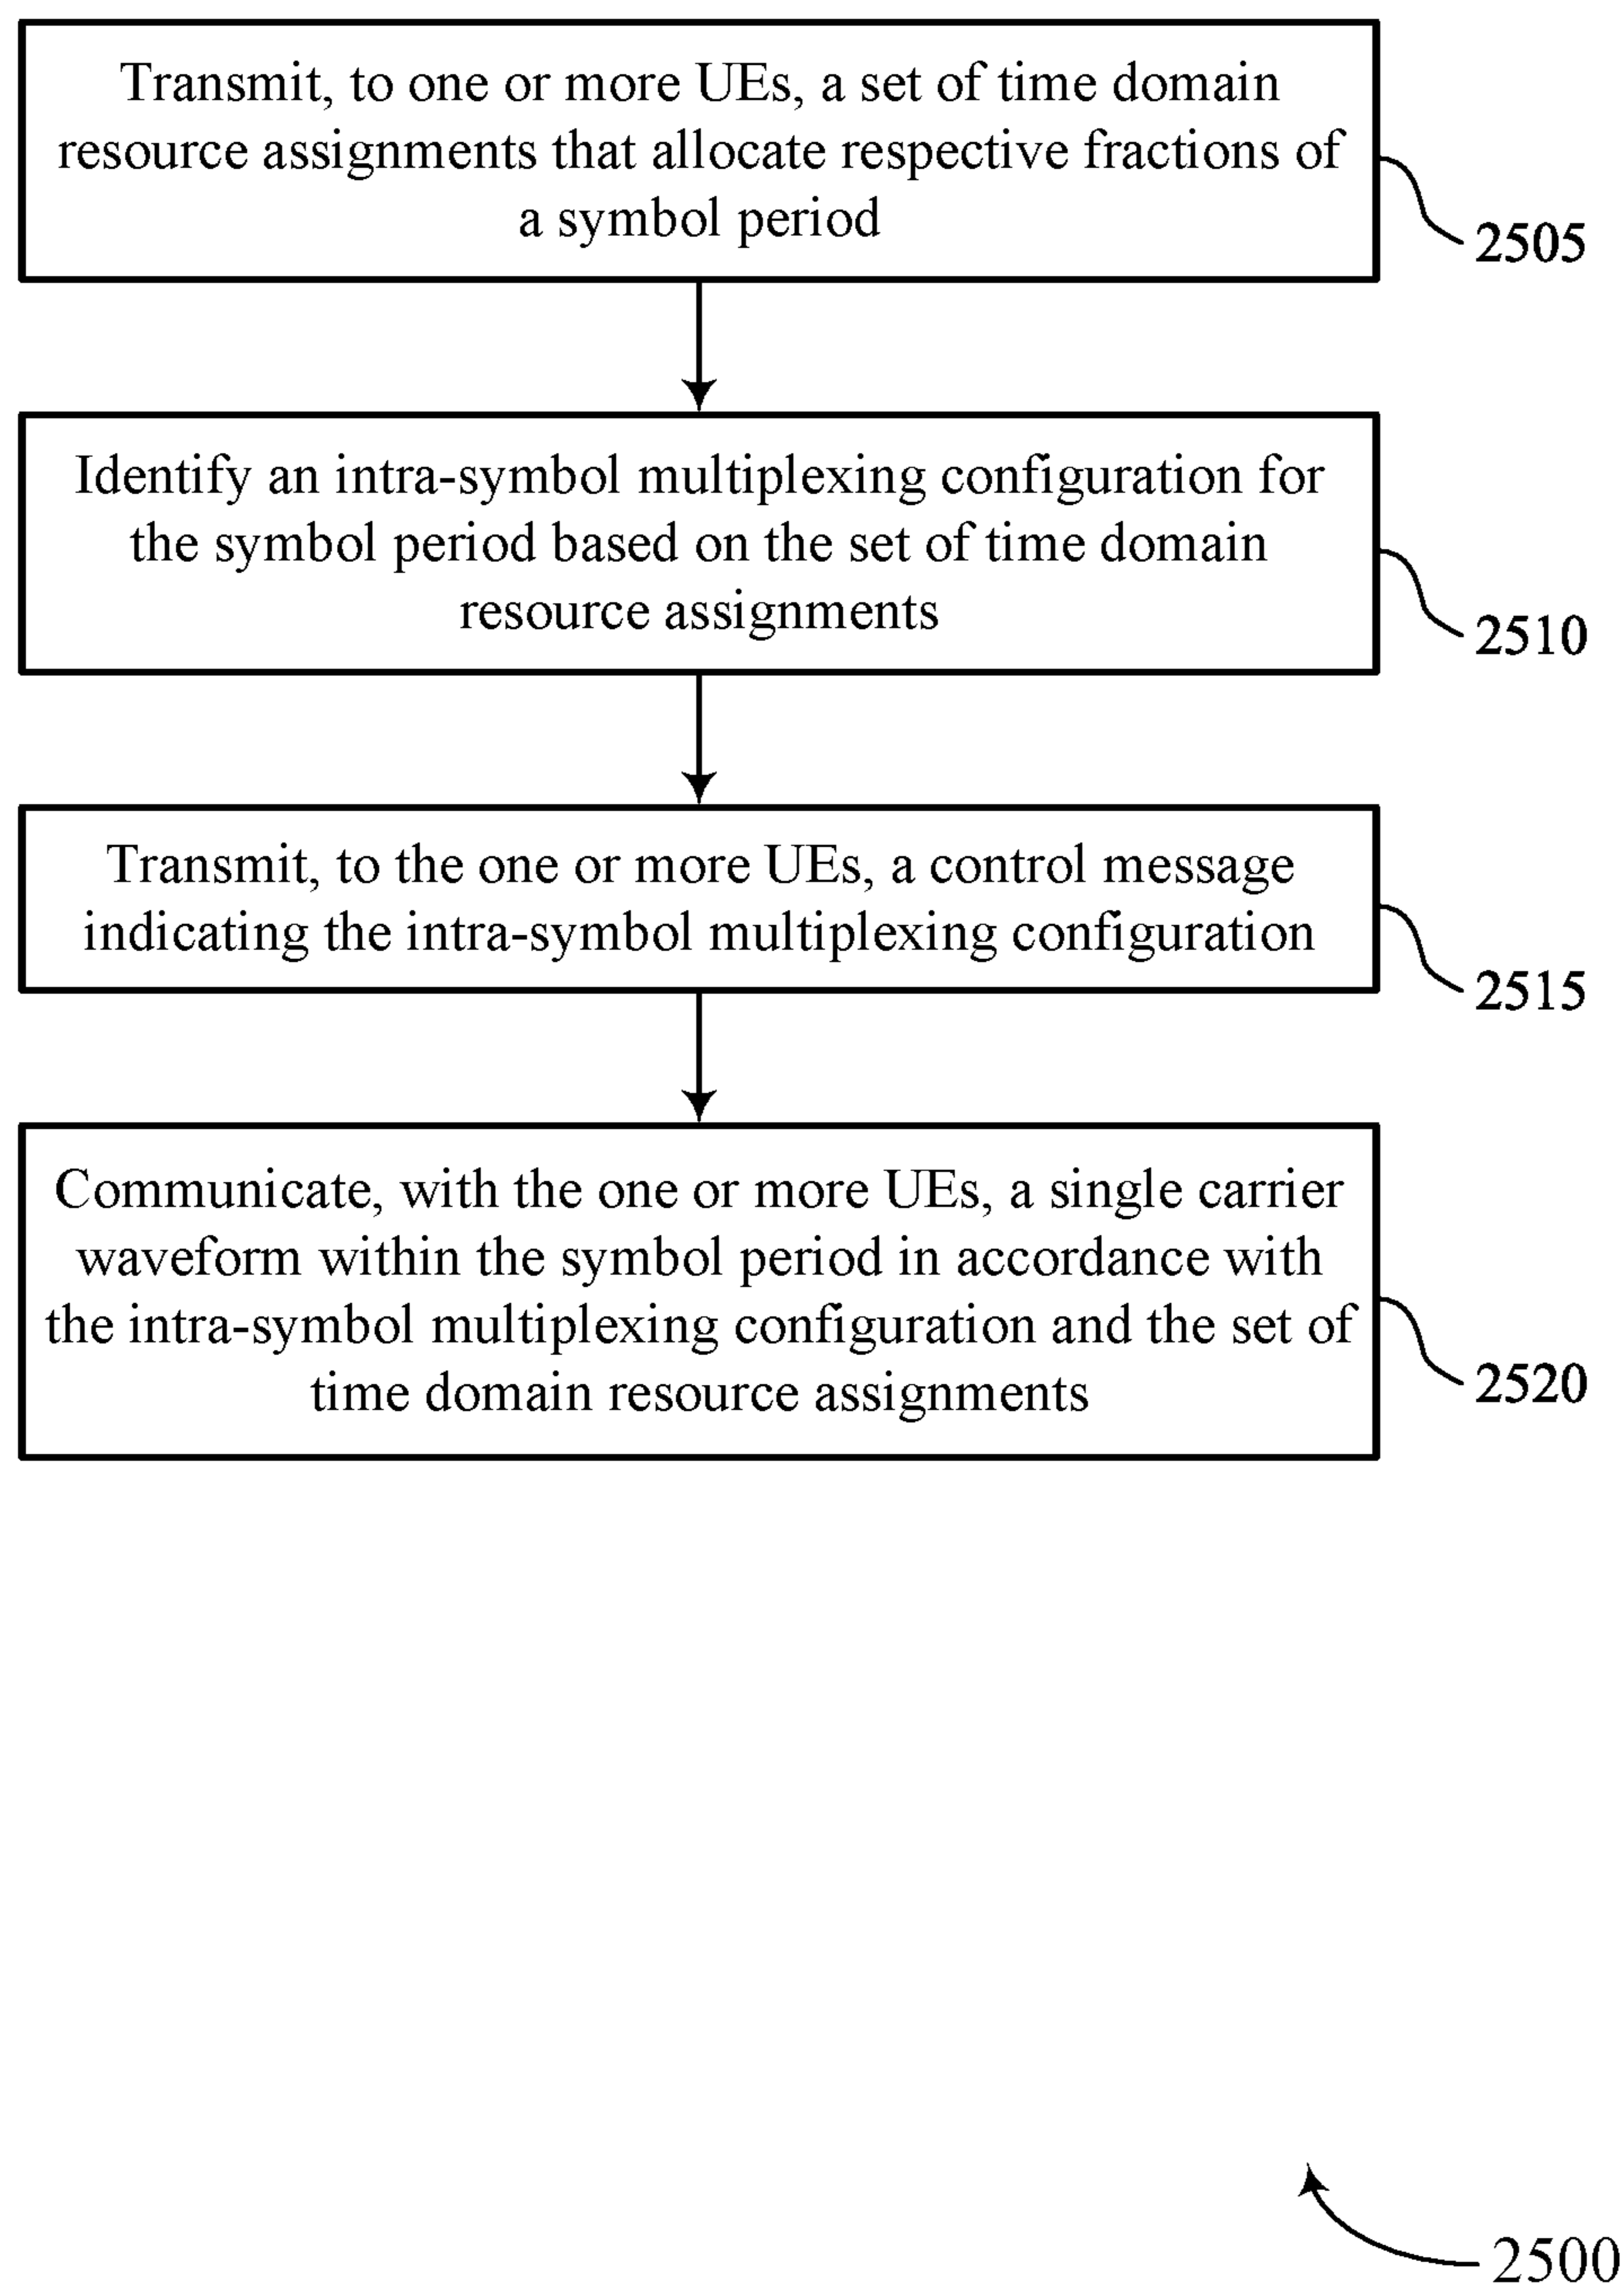 Transmit, to one or more UEs, a set of time domain
resource assignments that allocate respective fractions of
a symbol period
2505
Identify an intra-symbol multiplexing configuration for
the symbol period based on the set of time domain
resource assignments
2510
Transmit, to the one or more UEs, a control message
indicating the intra-symbol multiplexing configuration
2515
Communicate, with the one or more UEs, a single carrier
waveform within the symbol period in accordance with
the intra-symbol multiplexing configuration and the set of
time domain resource assignments
2520
2500